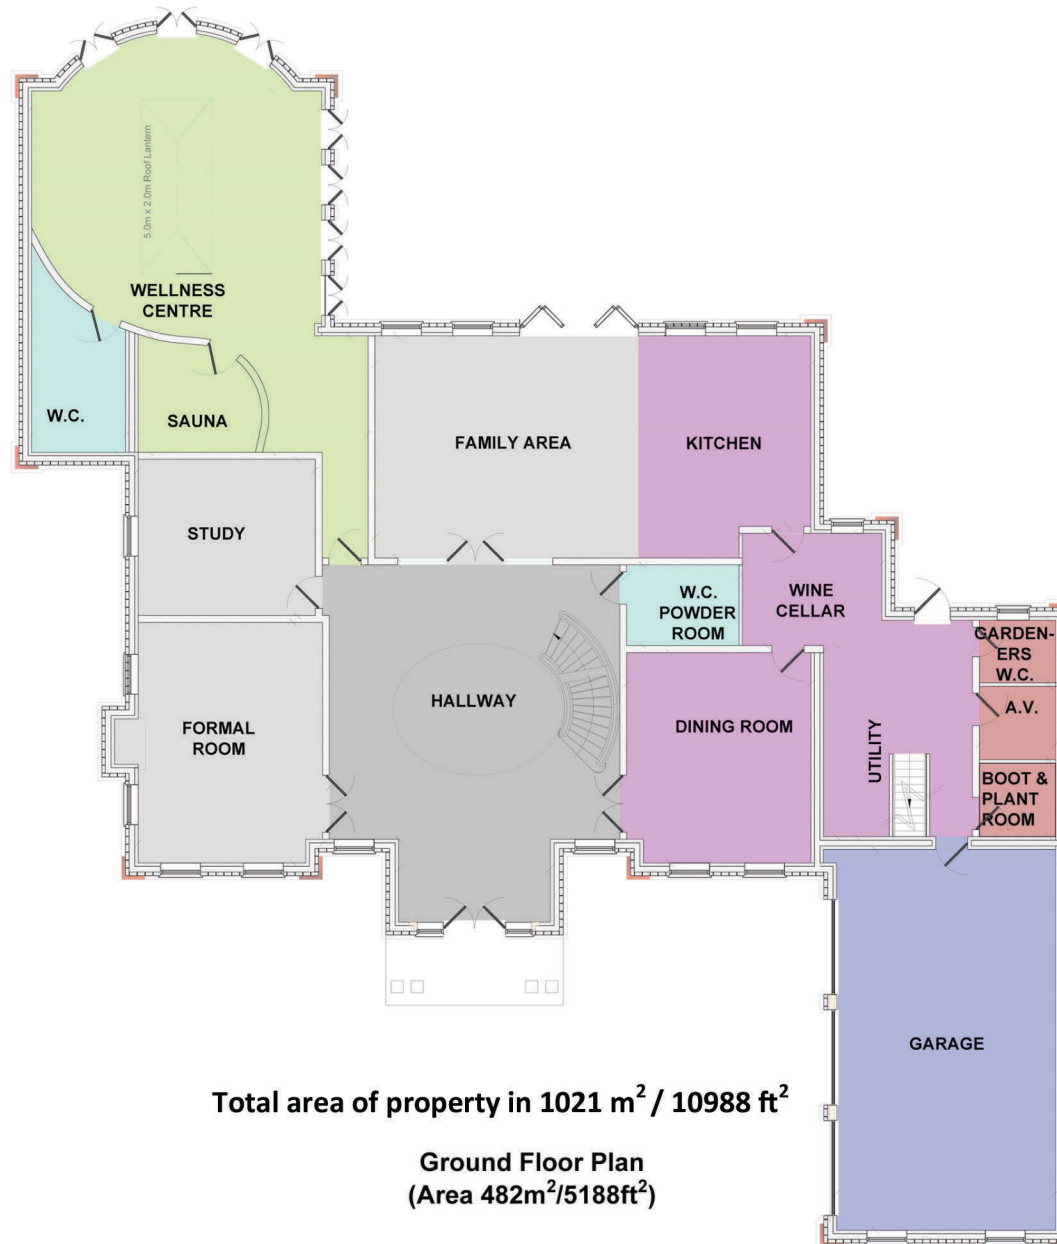 5.0m x 2.0m Roof Lantern
WELLNESS
CENTRE
W.C.
SAUNA
FAMILY AREA
KITCHEN
STUDY
W.C.
POWDER
ROOM
WINE
CELLAR
GARDEN-
ERS
W.C.
FORMAL
ROOM
HALLWAY
DINING ROOM
UTILITY
A.V.
BOOT &
PLANT
ROOM
GARAGE
Total area of property in 1021 m² / 10988 ft²
Ground Floor Plan
(Area 482m²/5188ft²)